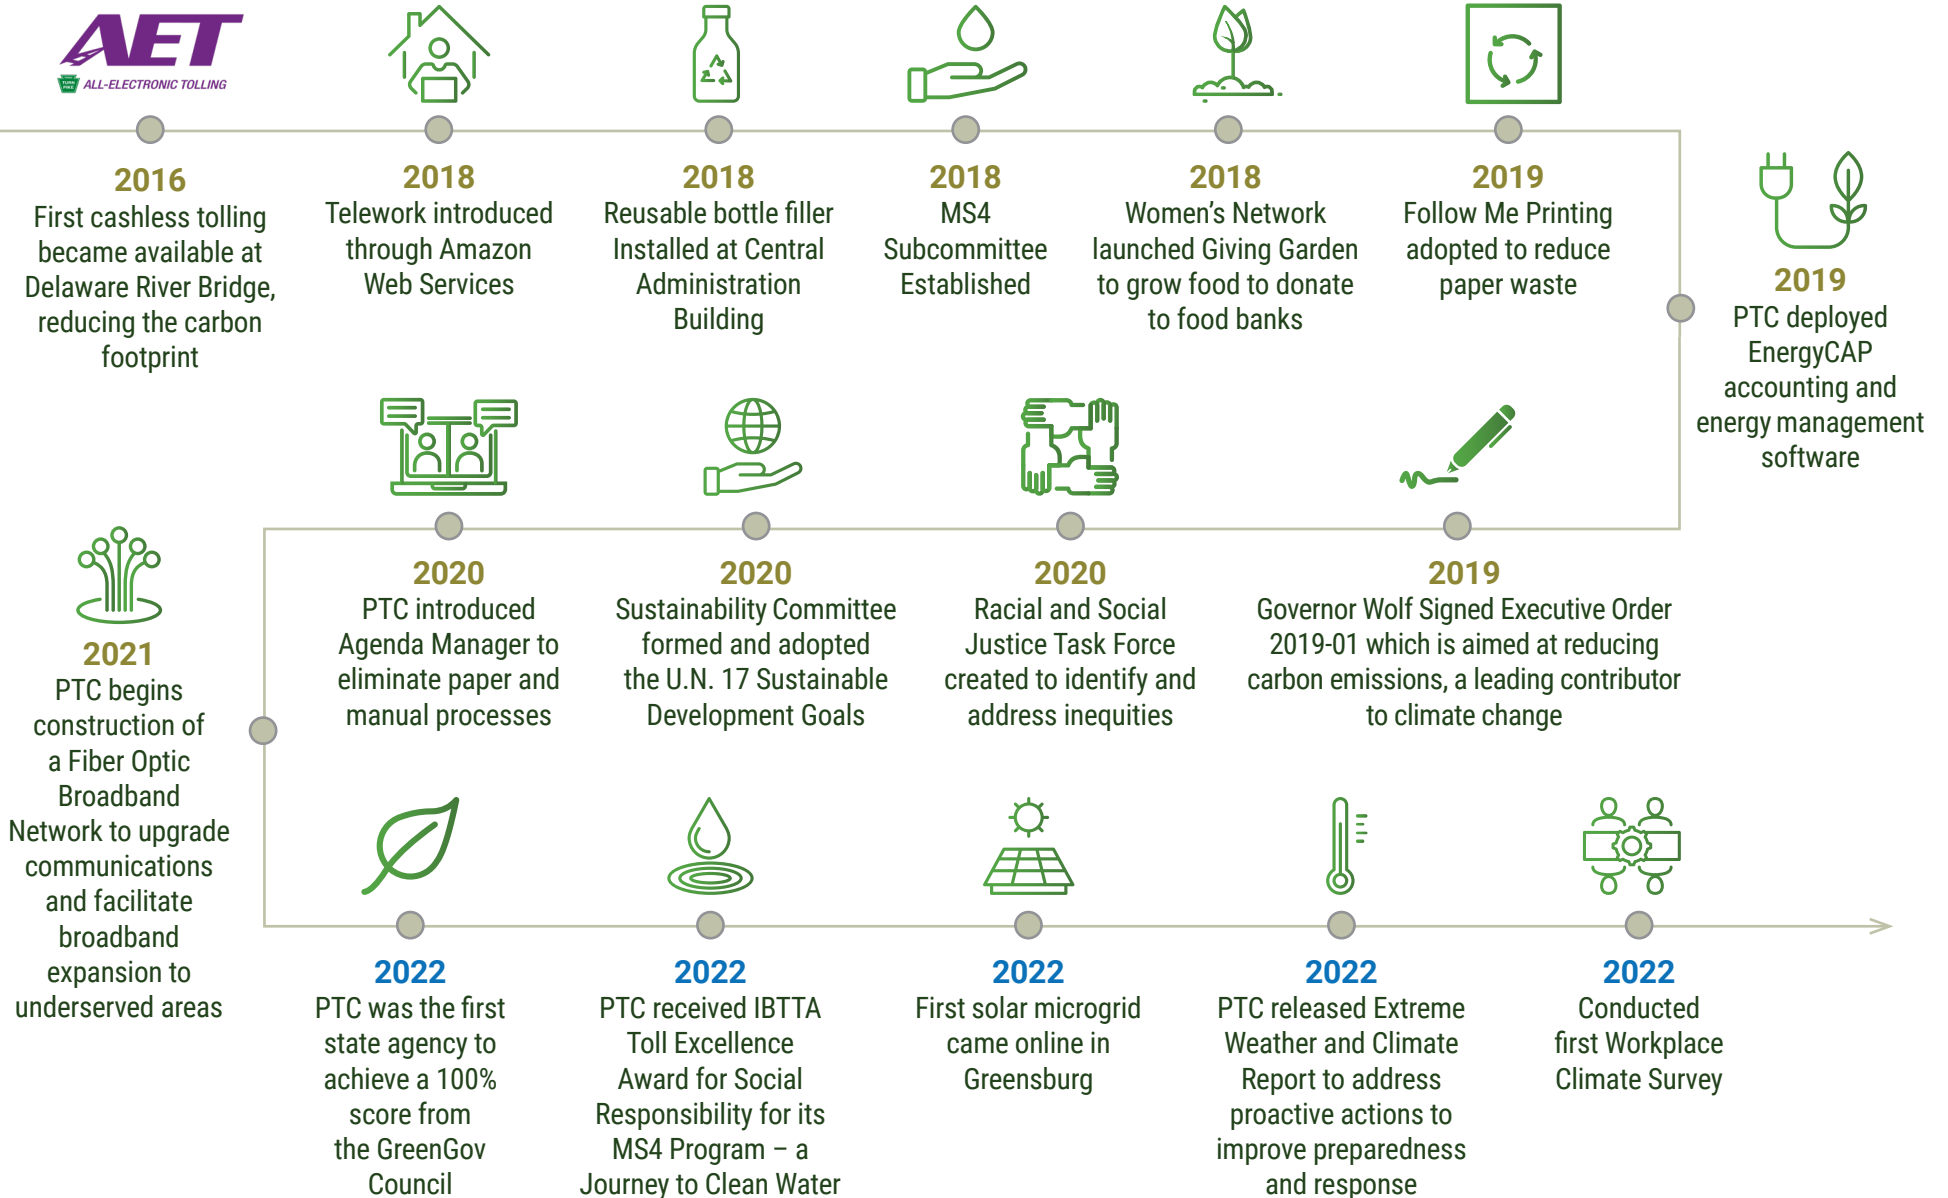 AET
TURN
PIKE
ALL-ELECTRONIC TOLLING
2016
First cashless tolling
became available at
Delaware River Bridge,
reducing the carbon
footprint
2018
Telework introduced
through Amazon
Web Services
2018
Reusable bottle filler
Installed at Central
Administration
Building
2018
MS4
Subcommittee
Established
2018
Women’s Network
launched Giving Garden
to grow food to donate
to food banks
2019
Follow Me Printing
adopted to reduce
paper waste
2019
PTC deployed
EnergyCAP
accounting and
energy management
software
2019
Governor Wolf Signed Executive Order
2019-01 which is aimed at reducing
carbon emissions, a leading contributor
to climate change
2020
Racial and Social
Justice Task Force
created to identify and
address inequities
2020
Sustainability Committee
formed and adopted
the U.N. 17 Sustainable
Development Goals
2020
PTC introduced
Agenda Manager to
eliminate paper and
manual processes
2021
PTC begins
construction of
a Fiber Optic
Broadband
Network to upgrade
communications
and facilitate
broadband
expansion to
underserved areas
2022
PTC was the first
state agency to
achieve a 100%
score from
the GreenGov
Council
2022
PTC received IBTTA
Toll Excellence
Award for Social
Responsibility for its
MS4 Program – a
Journey to Clean Water
2022
First solar microgrid
came online in
Greensburg
2022
PTC released Extreme
Weather and Climate
Report to address
proactive actions to
improve preparedness
and response
2022
Conducted
first Workplace
Climate Survey